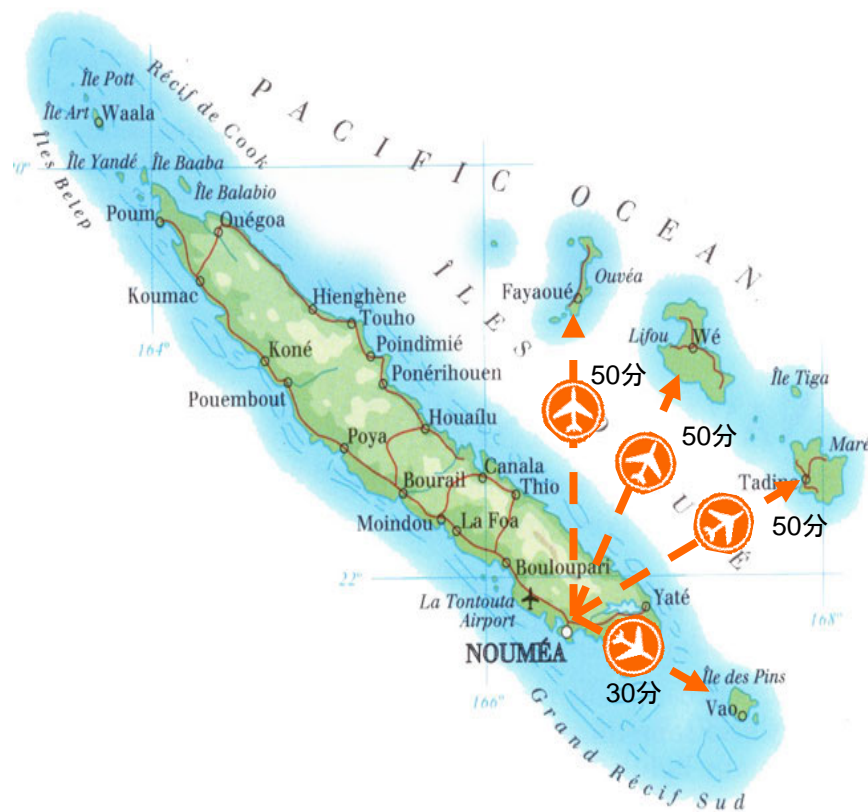 Île Pott
Récif de Cook
PACIFIC OCEAN
Île Art
Waala
Îles Belep
Île Yandé
Île Baaba
Île Balabio
Poum
Ouégoa
Koumac
Hienghène
Touho
Poindimié
Ponérihouen
Koné
Pouembout
164°
Houaïlu
Poya
Canala
Thio
Bourail
Moindou
La Foa
Bouloupari
22°
La Tontouta
Airport
NOUMÉA
Yaté
166°
168°
ÎLES
Fayaoué
Ouvéa
Lifou
Wé
Île Tiga
Maré
50分
50分
50分
30分
Île des Pins
Vao
Grand Récif Sud